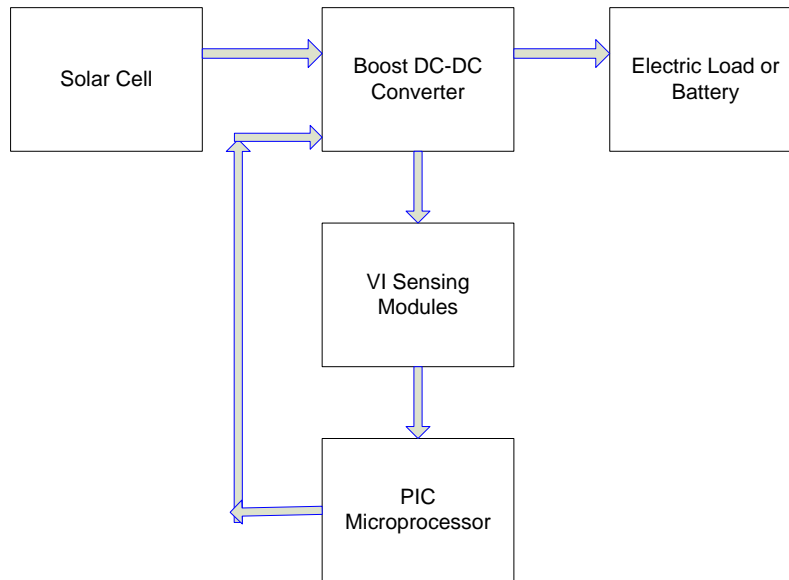 Solar Cell
Boost DC-DC
Converter
Electric Load or
Battery
VI Sensing
Modules
PIC
Microprocessor